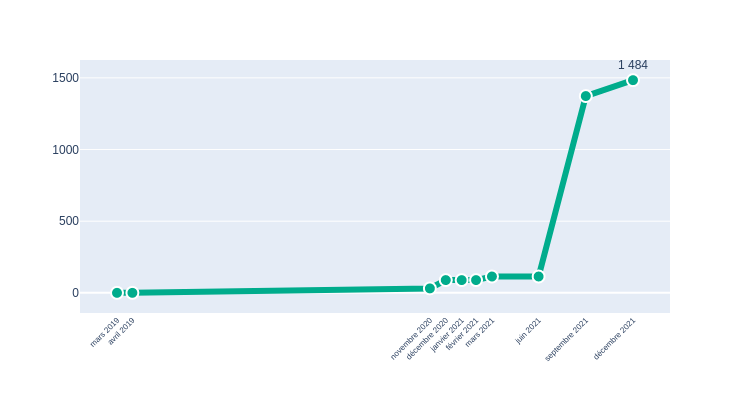 1 484
1500
1000
500
0
mars 2019
avril 2019
novembre 2020
décembre 2020
janvier 2021
février 2021
mars 2021
juin 2021
septembre 2021
décembre 2021